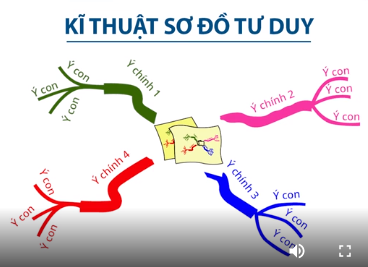 KĨ THUẬT SƠ ĐỒ TƯ DUY
Ý chính 1
Ý con
Ý con
Ý con
Ý chính 2
Ý con
Ý con
Ý con
Ý chính 4
Ý con
Ý con
Ý con
Ý chính 3
Ý con
Ý con
Ý con